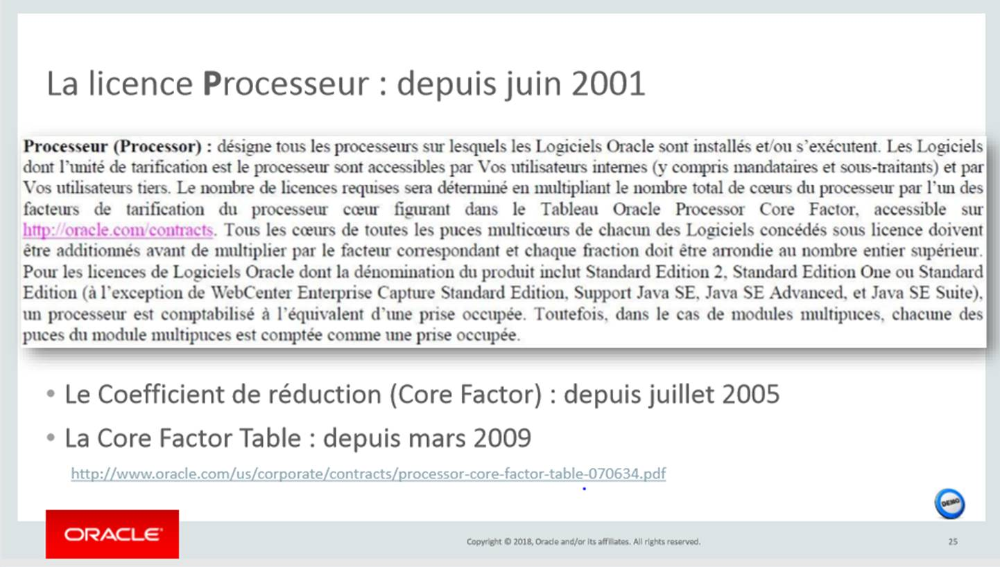 La licence Processeur : depuis juin 2001
Processeur (Processor) : désigne tous les processeurs sur lesquels les Logiciels Oracle sont installés et/ou s’exécutent. Les Logiciels
dont l’unité de tarification est le processeur sont accessibles par Vos utilisateurs internes (y compris mandataires et sous-traitants) et par
Vos utilisateurs tiers. Le nombre de licences requises sera déterminé en multipliant le nombre total de cœurs du processeur par l’un des
facteurs de tarification du processeur cœur figurant dans le Tableau Oracle Processor Core Factor, accessible sur
http://oracle.com/contracts. Tous les cœurs de toutes les puces multicœurs de chacun des Logiciels concédés sous licence doivent
être additionnés avant de multiplier par le facteur correspondant et chaque fraction doit être arrondie au nombre entier supérieur.
Pour les licences de Logiciels Oracle dont la dénomination du produit inclut Standard Edition 2, Standard Edition One ou Standard
Edition (à l’exception de WebCenter Enterprise Capture Standard Edition, Support Java SE, Java SE Advanced, et Java SE Suite),
un processeur est comptabilisé à l’équivalent d’une prise occupée. Toutefois, dans le cas de modules multipuces, chacune des
puces du module multipuces est comptée comme une prise occupée.
• Le Coefficient de réduction (Core Factor) : depuis juillet 2005
• La Core Factor Table : depuis mars 2009
http://www.oracle.com/us/corporate/contracts/processor-core-factor-table-070634.pdf
DEMO
ORACLE®
Copyright © 2018, Oracle and/or its affiliates. All rights reserved.
25